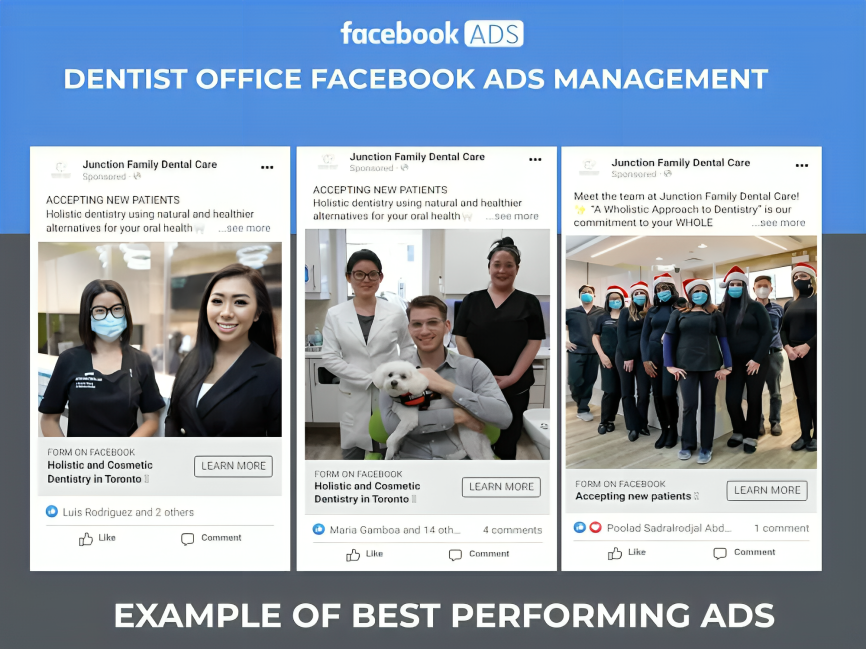 facebook ADS
DENTIST OFFICE FACEBOOK ADS MANAGEMENT
Junction Family Dental Care
Sponsored ·
ACCEPTING NEW PATIENTS
Holistic dentistry using natural and healthier
alternatives for your oral health ...see more
FORM ON FACEBOOK
Holistic and Cosmetic
Dentistry in Toronto
LEARN MORE
Luis Rodriguez and 2 others
Like Comment
Junction Family Dental Care
Sponsored ·
ACCEPTING NEW PATIENTS
Holistic dentistry using natural and healthier
alternatives for your oral health ...see more
FORM ON FACEBOOK
Holistic and Cosmetic
Dentistry in Toronto
LEARN MORE
Maria Gamboa and 14 oth... 4 comments
Like Comment
Junction Family Dental Care
Sponsored ·
Meet the team at Junction Family Dental Care!
✨ "A Wholistic Approach to Dentistry" is our
commitment to your WHOLE ...see more
FORM ON FACEBOOK
Accepting new patients
LEARN MORE
Poolad Sadralrodjal Abd... 1 comment
Like Comment
EXAMPLE OF BEST PERFORMING ADS